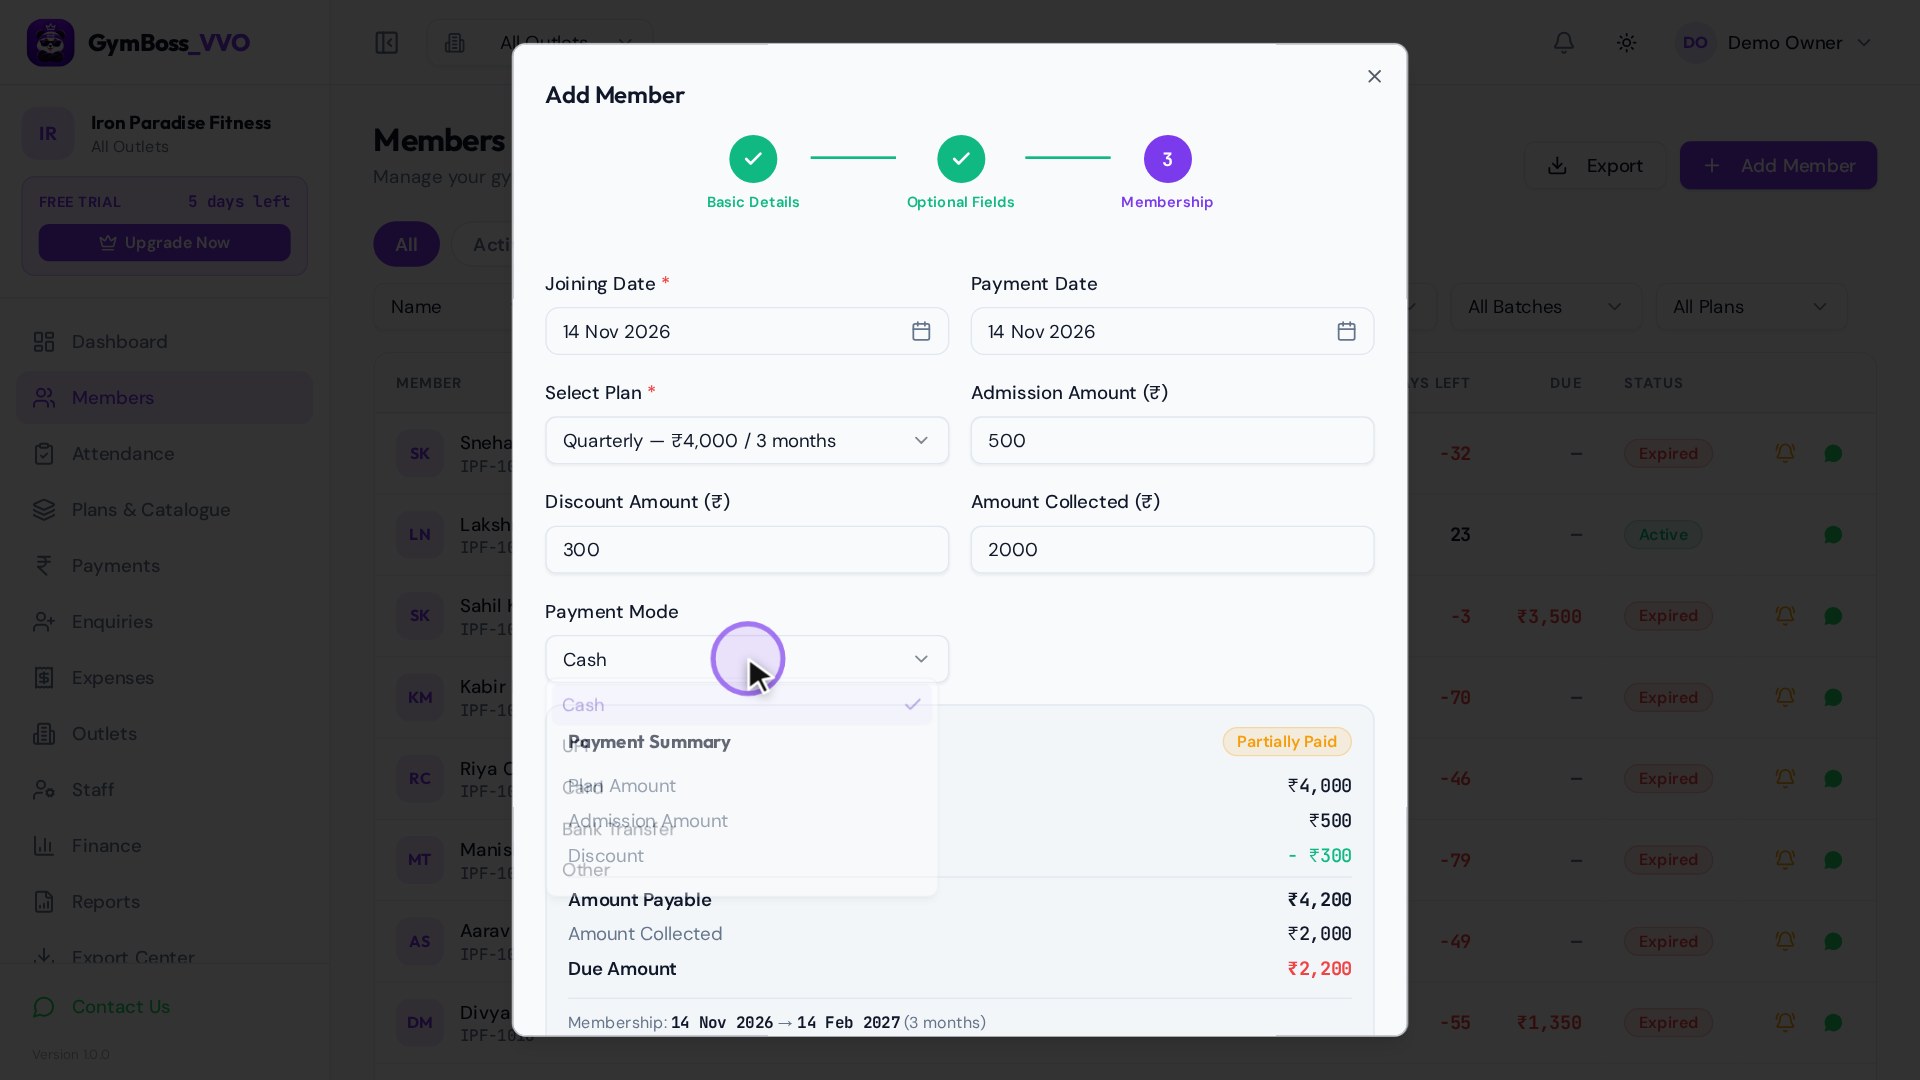 GymBoss_VVO
All Outlets
DO
Demo Owner
IR
Iron Paradise Fitness
All Outlets
FREE TRIAL
5 days left
Upgrade Now
Dashboard
Members
Attendance
Plans & Catalogue
Payments
Enquiries
Expenses
Outlets
Staff
Finance
Reports
Export Center
Contact Us
Version 1.0.0
Members
Manage your gy
Export
Add Member
All
Name
All Batches
All Plans
MEMBER
LEFT
DUE
STATUS
SK
Sneha
-32
—
Expired
LN
Laksh
23
—
Active
SK
Sahil
-3
₹3,500
Expired
KM
Kabir
-70
—
Expired
RC
Riya
-46
—
Expired
MT
Manis
-79
—
Expired
AS
Aarav
-49
—
Expired
DM
Divya
-55
₹1,350
Expired
Add Member
Basic Details
Optional Fields
3
Membership
Joining Date *
14 Nov 2026
Payment Date
14 Nov 2026
Select Plan *
Quarterly — ₹4,000 / 3 months
Admission Amount (₹)
500
Discount Amount (₹)
300
Amount Collected (₹)
2000
Payment Mode
Cash
Cash
UPI
Card
Bank Transfer
Other
Payment Summary
Partially Paid
Plan Amount
₹4,000
Admission Amount
₹500
Discount
- ₹300
Amount Payable
₹4,200
Amount Collected
₹2,000
Due Amount
₹2,200
Membership: 14 Nov 2026 → 14 Feb 2027 (3 months)